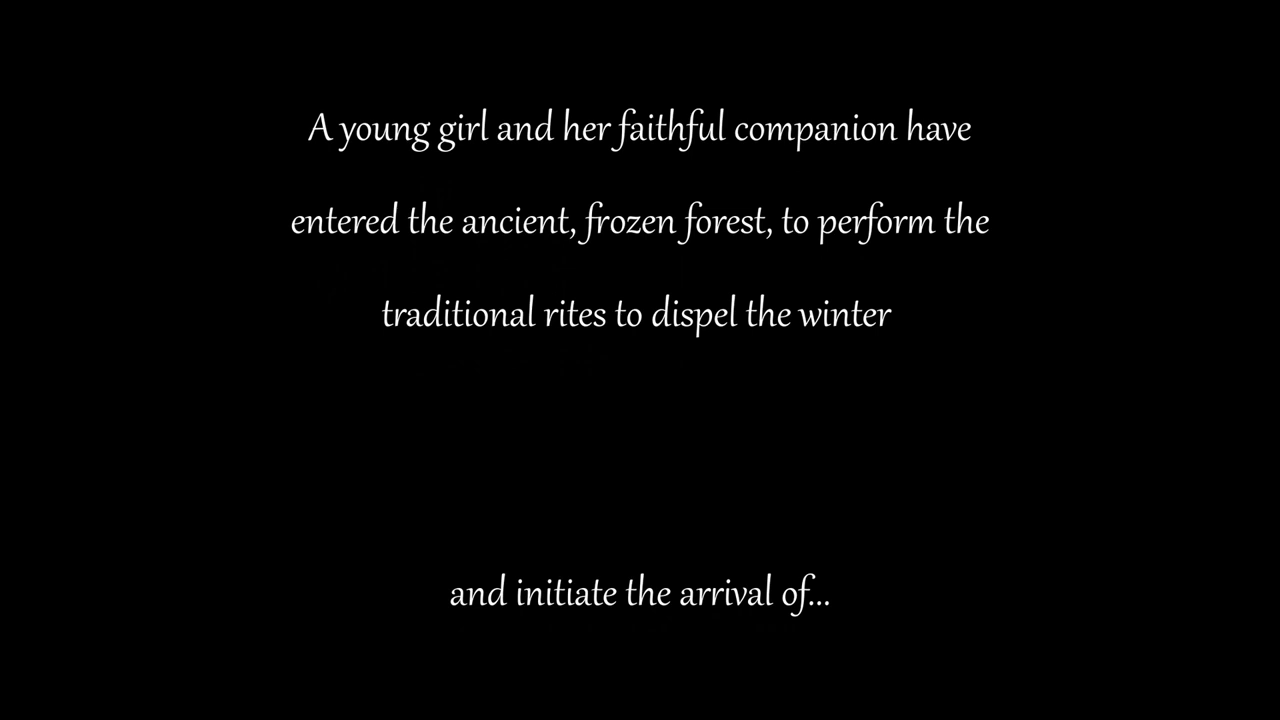 A young girl and her faithful companion have
entered the ancient, frozen forest, to perform the
traditional rites to dispel the winter
and initiate the arrival of...